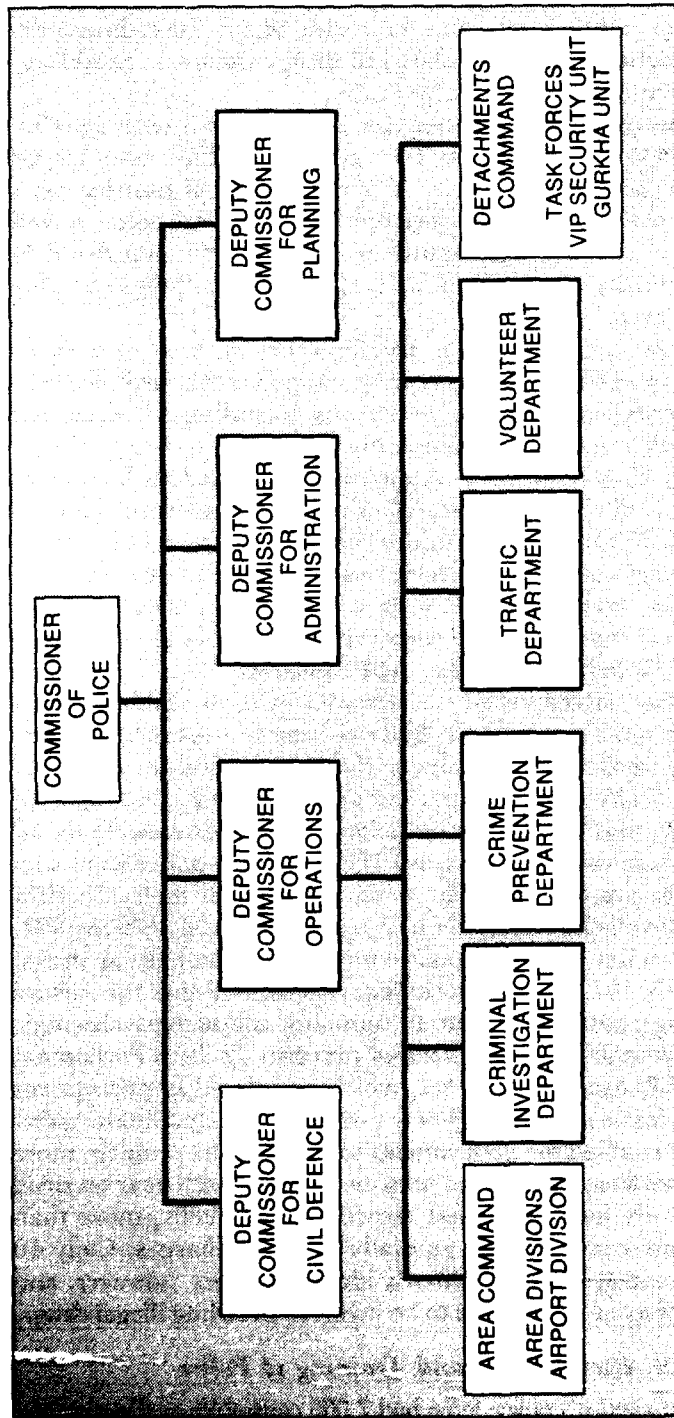 COMMISSIONER
OF
POLICE
DEPUTY
COMMISSIONER
FOR
CIVIL DEFENCE
DEPUTY
COMMISSIONER
FOR
OPERATIONS
DEPUTY
COMMISSIONER
FOR
ADMINISTRATION
DEPUTY
COMMISSIONER
FOR
PLANNING
AREA COMMAND
AREA DIVISIONS
AIRPORT DIVISION
CRIMINAL
INVESTIGATION
DEPARTMENT
CRIME
PREVENTION
DEPARTMENT
TRAFFIC
DEPARTMENT
VOLUNTEER
DEPARTMENT
DETACHMENTS
COMMMAND
TASK FORCES
VIP SECURITY UNIT
GURKHA UNIT